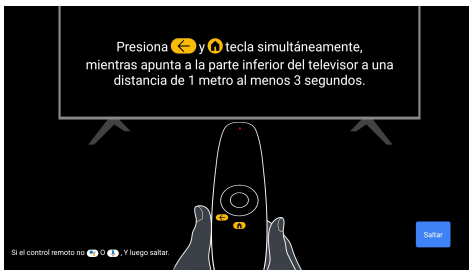 Presiona y tecla simultáneamente,
mientras apunta a la parte inferior del televisor a una
distancia de 1 metro al menos 3 segundos.
Saltar
Si el control remoto no O , Y luego saltar.